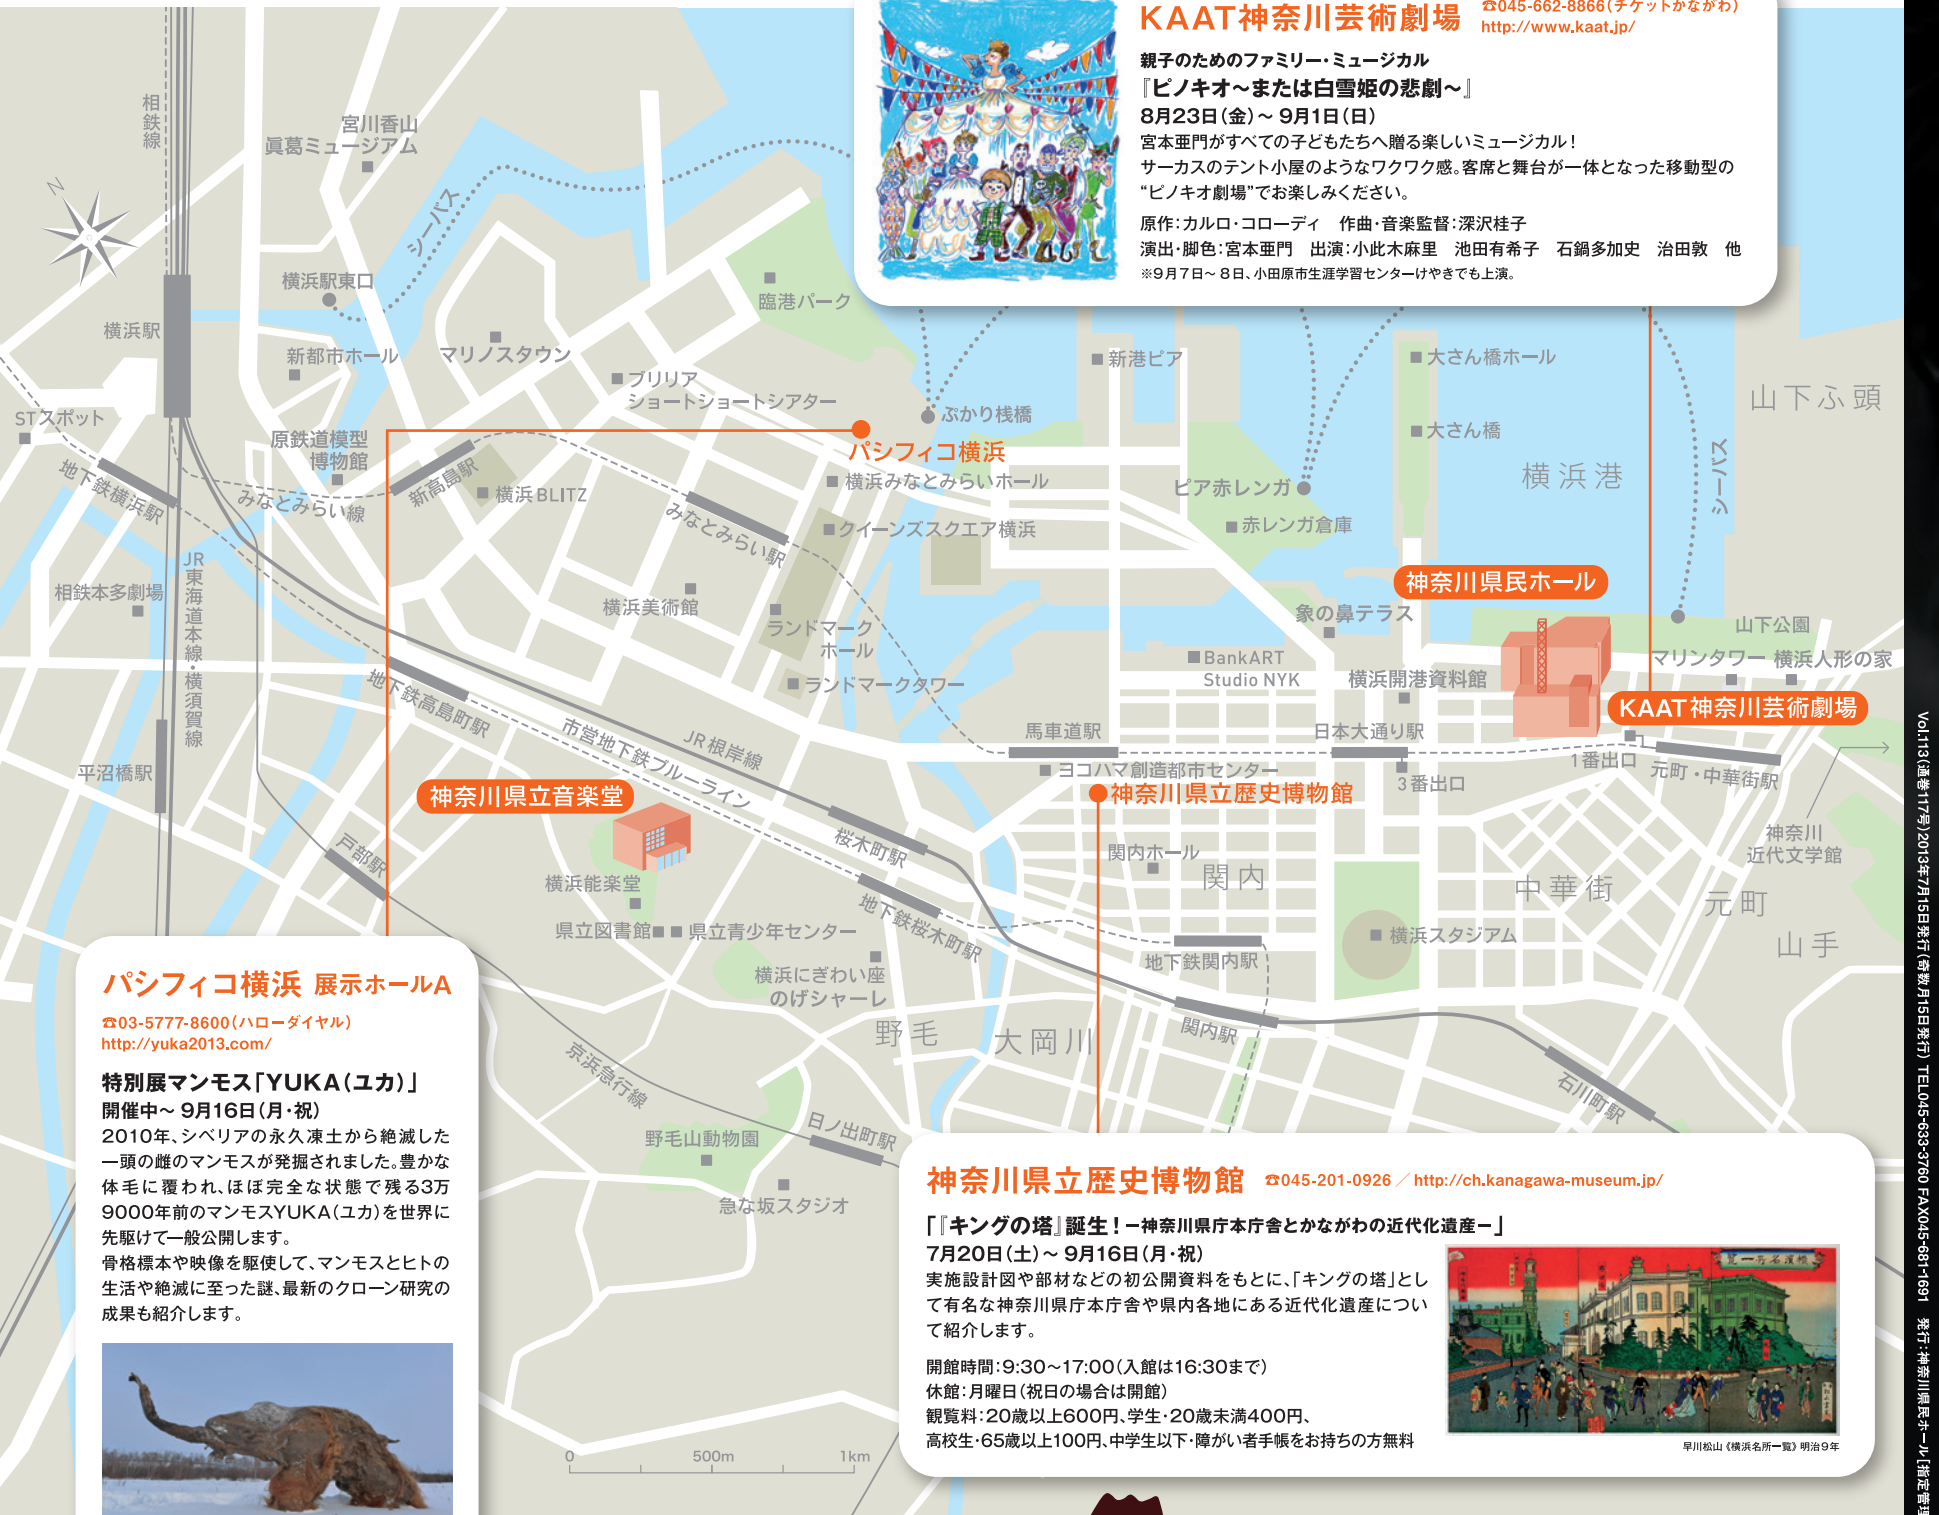 KAAT神奈川芸術劇場
☎045-662-8866(チケットかながわ)
http://www.kaat.jp/
親子のためのファミリー・ミュージカル
『ピノキオ〜または白雪姫の悲劇〜』
8月23日(金)〜 9月1日(日)
宮本亜門がすべての子どもたちへ贈る楽しいミュージカル!
サーカスのテント小屋のようなワクワク感。客席と舞台が一体となった移動型の
“ピノキオ劇場”でお楽しみください。
原作:カルロ・コローディ 作曲・音楽監督:深沢桂子
演出・脚色:宮本亜門 出演:小此木麻里 池田有希子 石鍋多加史 治田敦 他
※9月7日〜 8日、小田原市生涯学習センターけやきでも上演。
相鉄線
宮川香山
眞葛ミュージアム
N
シーバス
横浜駅東口
臨港パーク
横浜駅
新都市ホール
マリノスタウン
新港ピア
大さん橋ホール
ブリリア
ショートショートシアター
山下ふ頭
STスポット
ぷかり桟橋
原鉄道模型
博物館
大さん橋
パシフィコ横浜
地下鉄横浜駅
新高島駅
横浜BLITZ
横浜みなとみらいホール
ピア赤レンガ
横浜港
シーバス
みなとみらい線
みなとみらい駅
クイーンズスクエア横浜
赤レンガ倉庫
JR東海道本線・横須賀線
相鉄本多劇場
横浜美術館
神奈川県民ホール
象の鼻テラス
ランドマーク
ホール
山下公園
BankART
Studio NYK
マリンタワー
横浜人形の家
横浜開港資料館
ランドマークタワー
地下鉄高島町駅
KAAT神奈川芸術劇場
市営地下鉄ブルーライン
JR根岸線
馬車道駅
日本大通り駅
平沼橋駅
ヨコハマ創造都市センター
3番出口
1番出口
元町・中華街駅
神奈川県立音楽堂
神奈川県立歴史博物館
戸部駅
桜木町駅
神奈川
近代文学館
関内ホール
関内
中華街
元町
横浜能楽堂
地下鉄桜木町駅
県立図書館
県立青少年センター
横浜スタジアム
山手
地下鉄関内駅
横浜にぎわい座
のげシャーレ
野毛
大岡川
関内駅
京浜急行線
石川町駅
日ノ出町駅
野毛山動物園
急な坂スタジオ
0
500m
1km
パシフィコ横浜 展示ホールA
☎03-5777-8600(ハローダイヤル)
http://yuka2013.com/
特別展マンモス「YUKA(ユカ)」
開催中〜 9月16日(月・祝)
2010年、シベリアの永久凍土から絶滅した
一頭の雌のマンモスが発掘されました。豊かな
体毛に覆われ、ほぼ完全な状態で残る3万
9000年前のマンモスYUKA(ユカ)を世界に
先駆けて一般公開します。
骨格標本や映像を駆使して、マンモスとヒトの
生活や絶滅に至った謎、最新のクローン研究の
成果も紹介します。
神奈川県立歴史博物館 ☎045-201-0926 ／ http://ch.kanagawa-museum.jp/
「『キングの塔』誕生!ー神奈川県庁本庁舎とかながわの近代化遺産ー」
7月20日(土)〜 9月16日(月・祝)
実施設計図や部材などの初公開資料をもとに、「キングの塔」とし
て有名な神奈川県庁本庁舎や県内各地にある近代化遺産につい
て紹介します。
開館時間:9:30〜17:00(入館は16:30まで)
休館:月曜日(祝日の場合は開館)
観覧料:20歳以上600円、学生・20歳未満400円、
高校生・65歳以上100円、中学生以下・障がい者手帳をお持ちの方無料
早川松山《横浜名所一覧》明治9年
Vol.113(通巻117号)2013年7月15日発行(奇数月15日発行) TEL045-633-3760 FAX045-681-1691 発行:神奈川県民ホール[指定管理